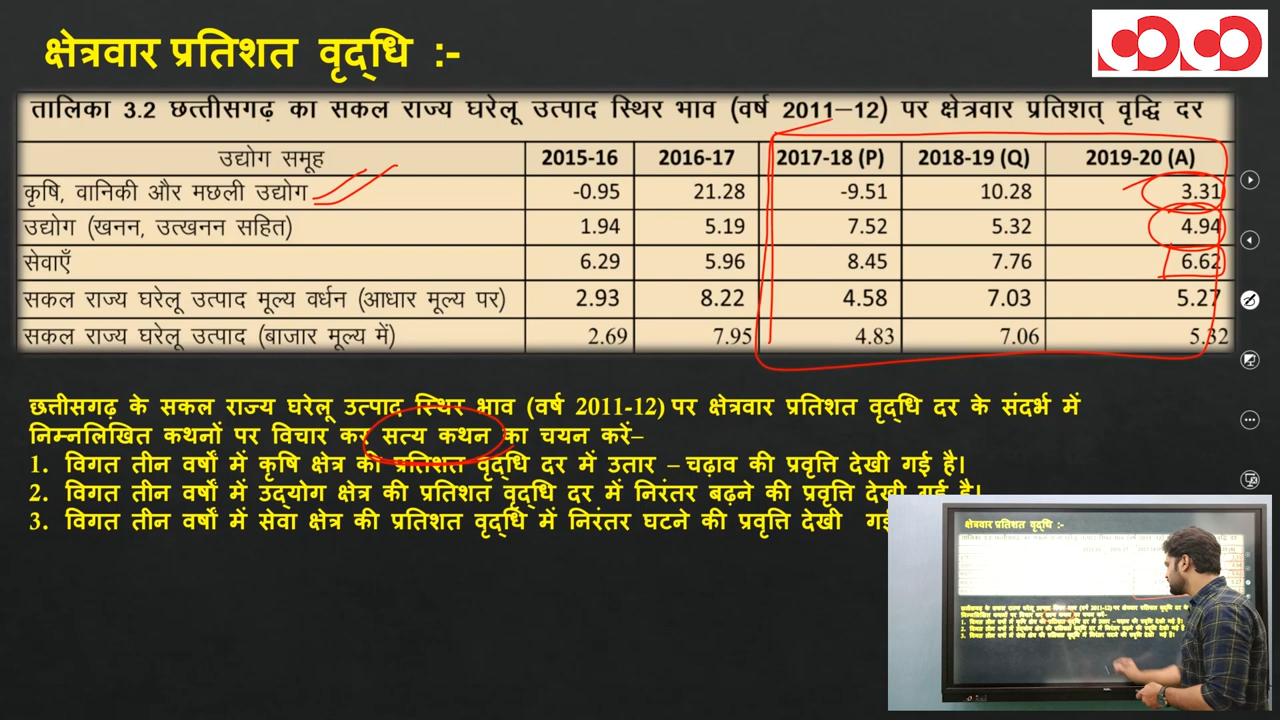 क्षेत्रवार प्रतिशत वृद्धि :-
तालिका 3.2 छत्तीसगढ़ का सकल राज्य घरेलू उत्पाद स्थिर भाव (वर्ष 2011–12) पर क्षेत्रवार प्रतिशत् वृद्धि दर
उद्योग समूह 2015-16 2016-17 2017-18 (P) 2018-19 (Q) 2019-20 (A)
कृषि, वानिकी और मछली उद्योग -0.95 21.28 -9.51 10.28 3.31
उद्योग (खनन, उत्खनन सहित) 1.94 5.19 7.52 5.32 4.94
सेवाएँ 6.29 5.96 8.45 7.76 6.62
सकल राज्य घरेलू उत्पाद मूल्य वर्धन (आधार मूल्य पर) 2.93 8.22 4.58 7.03 5.27
सकल राज्य घरेलू उत्पाद (बाजार मूल्य में) 2.69 7.95 4.83 7.06 5.32
छत्तीसगढ़ के सकल राज्य घरेलू उत्पाद स्थिर भाव (वर्ष 2011-12) पर क्षेत्रवार प्रतिशत वृद्धि दर के संदर्भ में
निम्नलिखित कथनों पर विचार कर सत्य कथन का चयन करें–
1. विगत तीन वर्षों में कृषि क्षेत्र की प्रतिशत वृद्धि दर में उतार – चढ़ाव की प्रवृत्ति देखी गई है।
2. विगत तीन वर्षों में उद्योग क्षेत्र की प्रतिशत वृद्धि दर में निरंतर बढ़ने की प्रवृत्ति देखी गई है।
3. विगत तीन वर्षों में सेवा क्षेत्र की प्रतिशत वृद्धि में निरंतर घटने की प्रवृत्ति देखी
क्षेत्रवार प्रतिशत वृद्धि :-